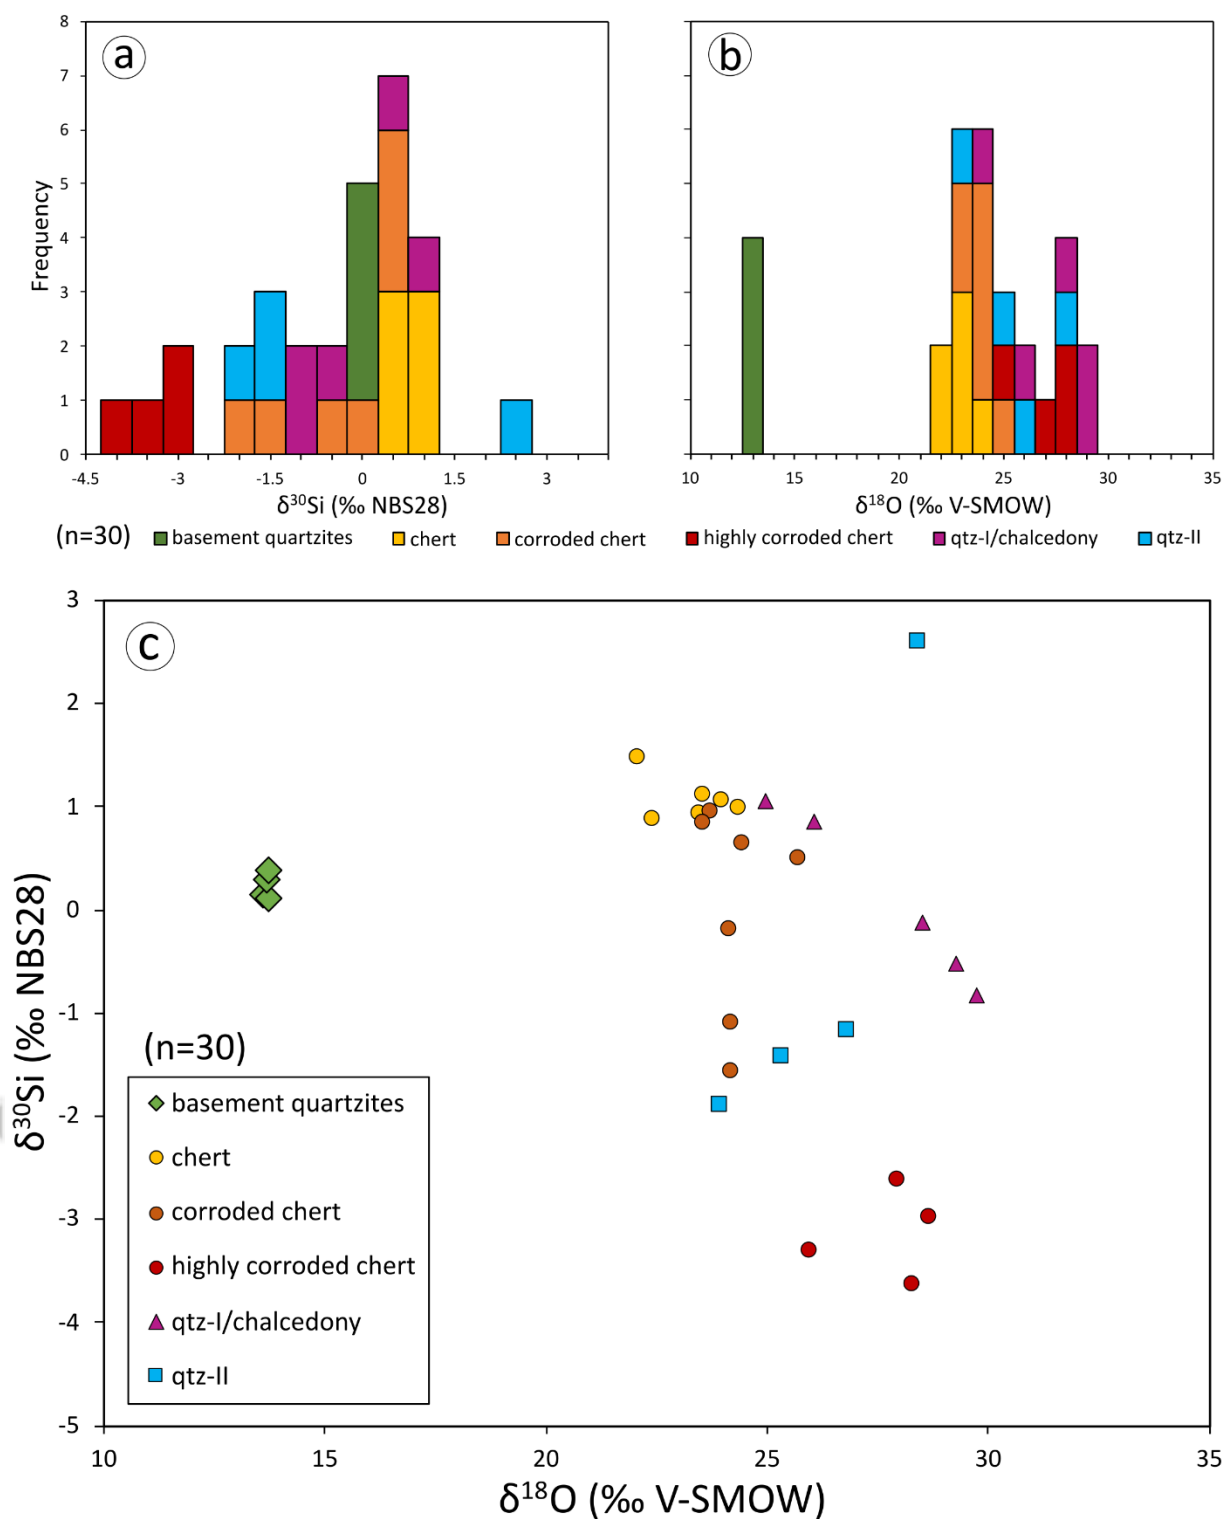 a
b
8
7
6
5
4
3
2
1
0
Frequency
-4.5 -3 -1.5 0 1.5 3
δ³⁰Si (‰ NBS28)
10 15 20 25 30 35
δ¹⁸O (‰ V-SMOW)
(n=30) basement quartzites chert corroded chert highly corroded chert qtz-I/chalcedony qtz-II
c
3
2
1
0
-1
-2
-3
-4
-5
δ³⁰Si (‰ NBS28)
(n=30)
basement quartzites
chert
corroded chert
highly corroded chert
qtz-I/chalcedony
qtz-II
10 15 20 25 30 35
δ¹⁸O (‰ V-SMOW)